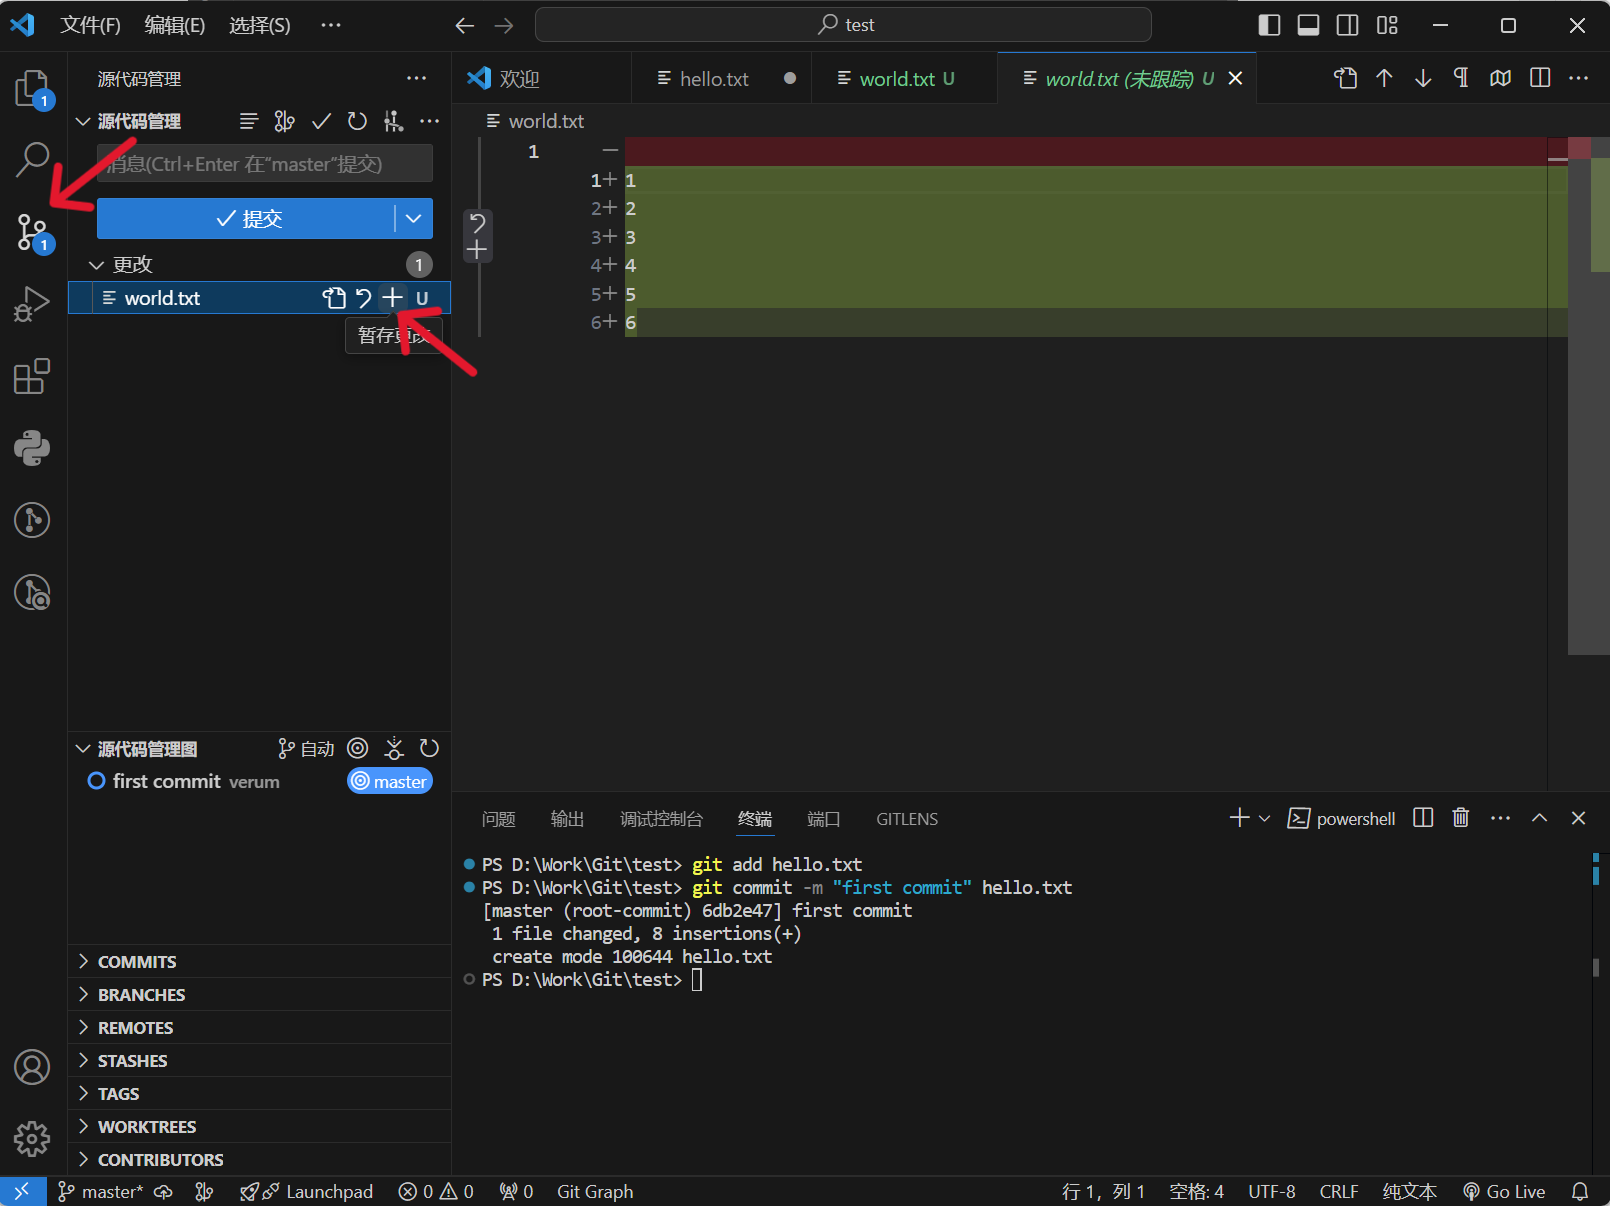 文件(F) 编辑(E) 选择(S) ··· test
源代码管理 ···
源代码管理 ···
消息(Ctrl+Enter 在"master"提交)
提交
更改 1
world.txt U
暂存更改
1
1
源代码管理图 自动
first commit verum master
COMMITS
BRANCHES
REMOTES
STASHES
TAGS
WORKTREES
CONTRIBUTORS
欢迎 hello.txt world.txt U world.txt (未跟踪) U ···
world.txt
1 —
1+ 1
2+ 2
3+ 3
4+ 4
5+ 5
6+ 6
问题 输出 调试控制台 终端 端口 GITLENS powershell ···
PS D:\Work\Git\test> git add hello.txt
PS D:\Work\Git\test> git commit -m "first commit" hello.txt
[master (root-commit) 6db2e47] first commit
1 file changed, 8 insertions(+)
create mode 100644 hello.txt
PS D:\Work\Git\test>
master* Launchpad 0 0 0 Git Graph 行 1，列 1 空格: 4 UTF-8 CRLF 纯文本 Go Live